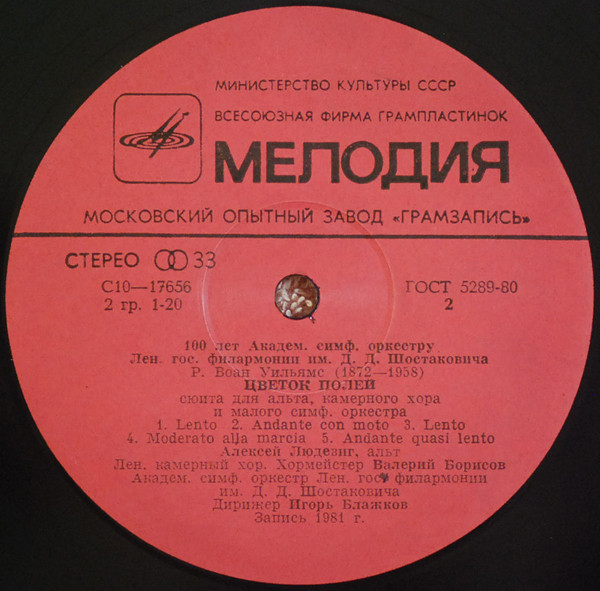 МИНИСТЕРСТВО КУЛЬТУРЫ СССР
ВСЕСОЮЗНАЯ ФИРМА ГРАМПЛАСТИНОК
МЕЛОДИЯ
МОСКОВСКИЙ ОПЫТНЫЙ ЗАВОД «ГРАМЗАПИСЬ»
СТЕРЕО 33
С10—17656
2 гр. 1-20
ГОСТ 5289-80
2
100 лет Академ. симф. оркестру
Лен. гос. филармонии им. Д. Д. Шостаковича
Р. Воан Уильямс (1872—1958)
ЦВЕТОК ПОЛЕЙ
сюита для альта, камерного хора
и малого симф. оркестра
1. Lento 2. Andante con moto 3. Lento
4. Moderato alla marcia 5. Andante quasi lento
Алексей Людевиг, альт
Лен. камерный хор. Хормейстер Валерий Борисов
Академ. симф. оркестр Лен. гос. филармонии
им. Д. Д. Шостаковича
Дирижер Игорь Блажков
Запись 1981 г.